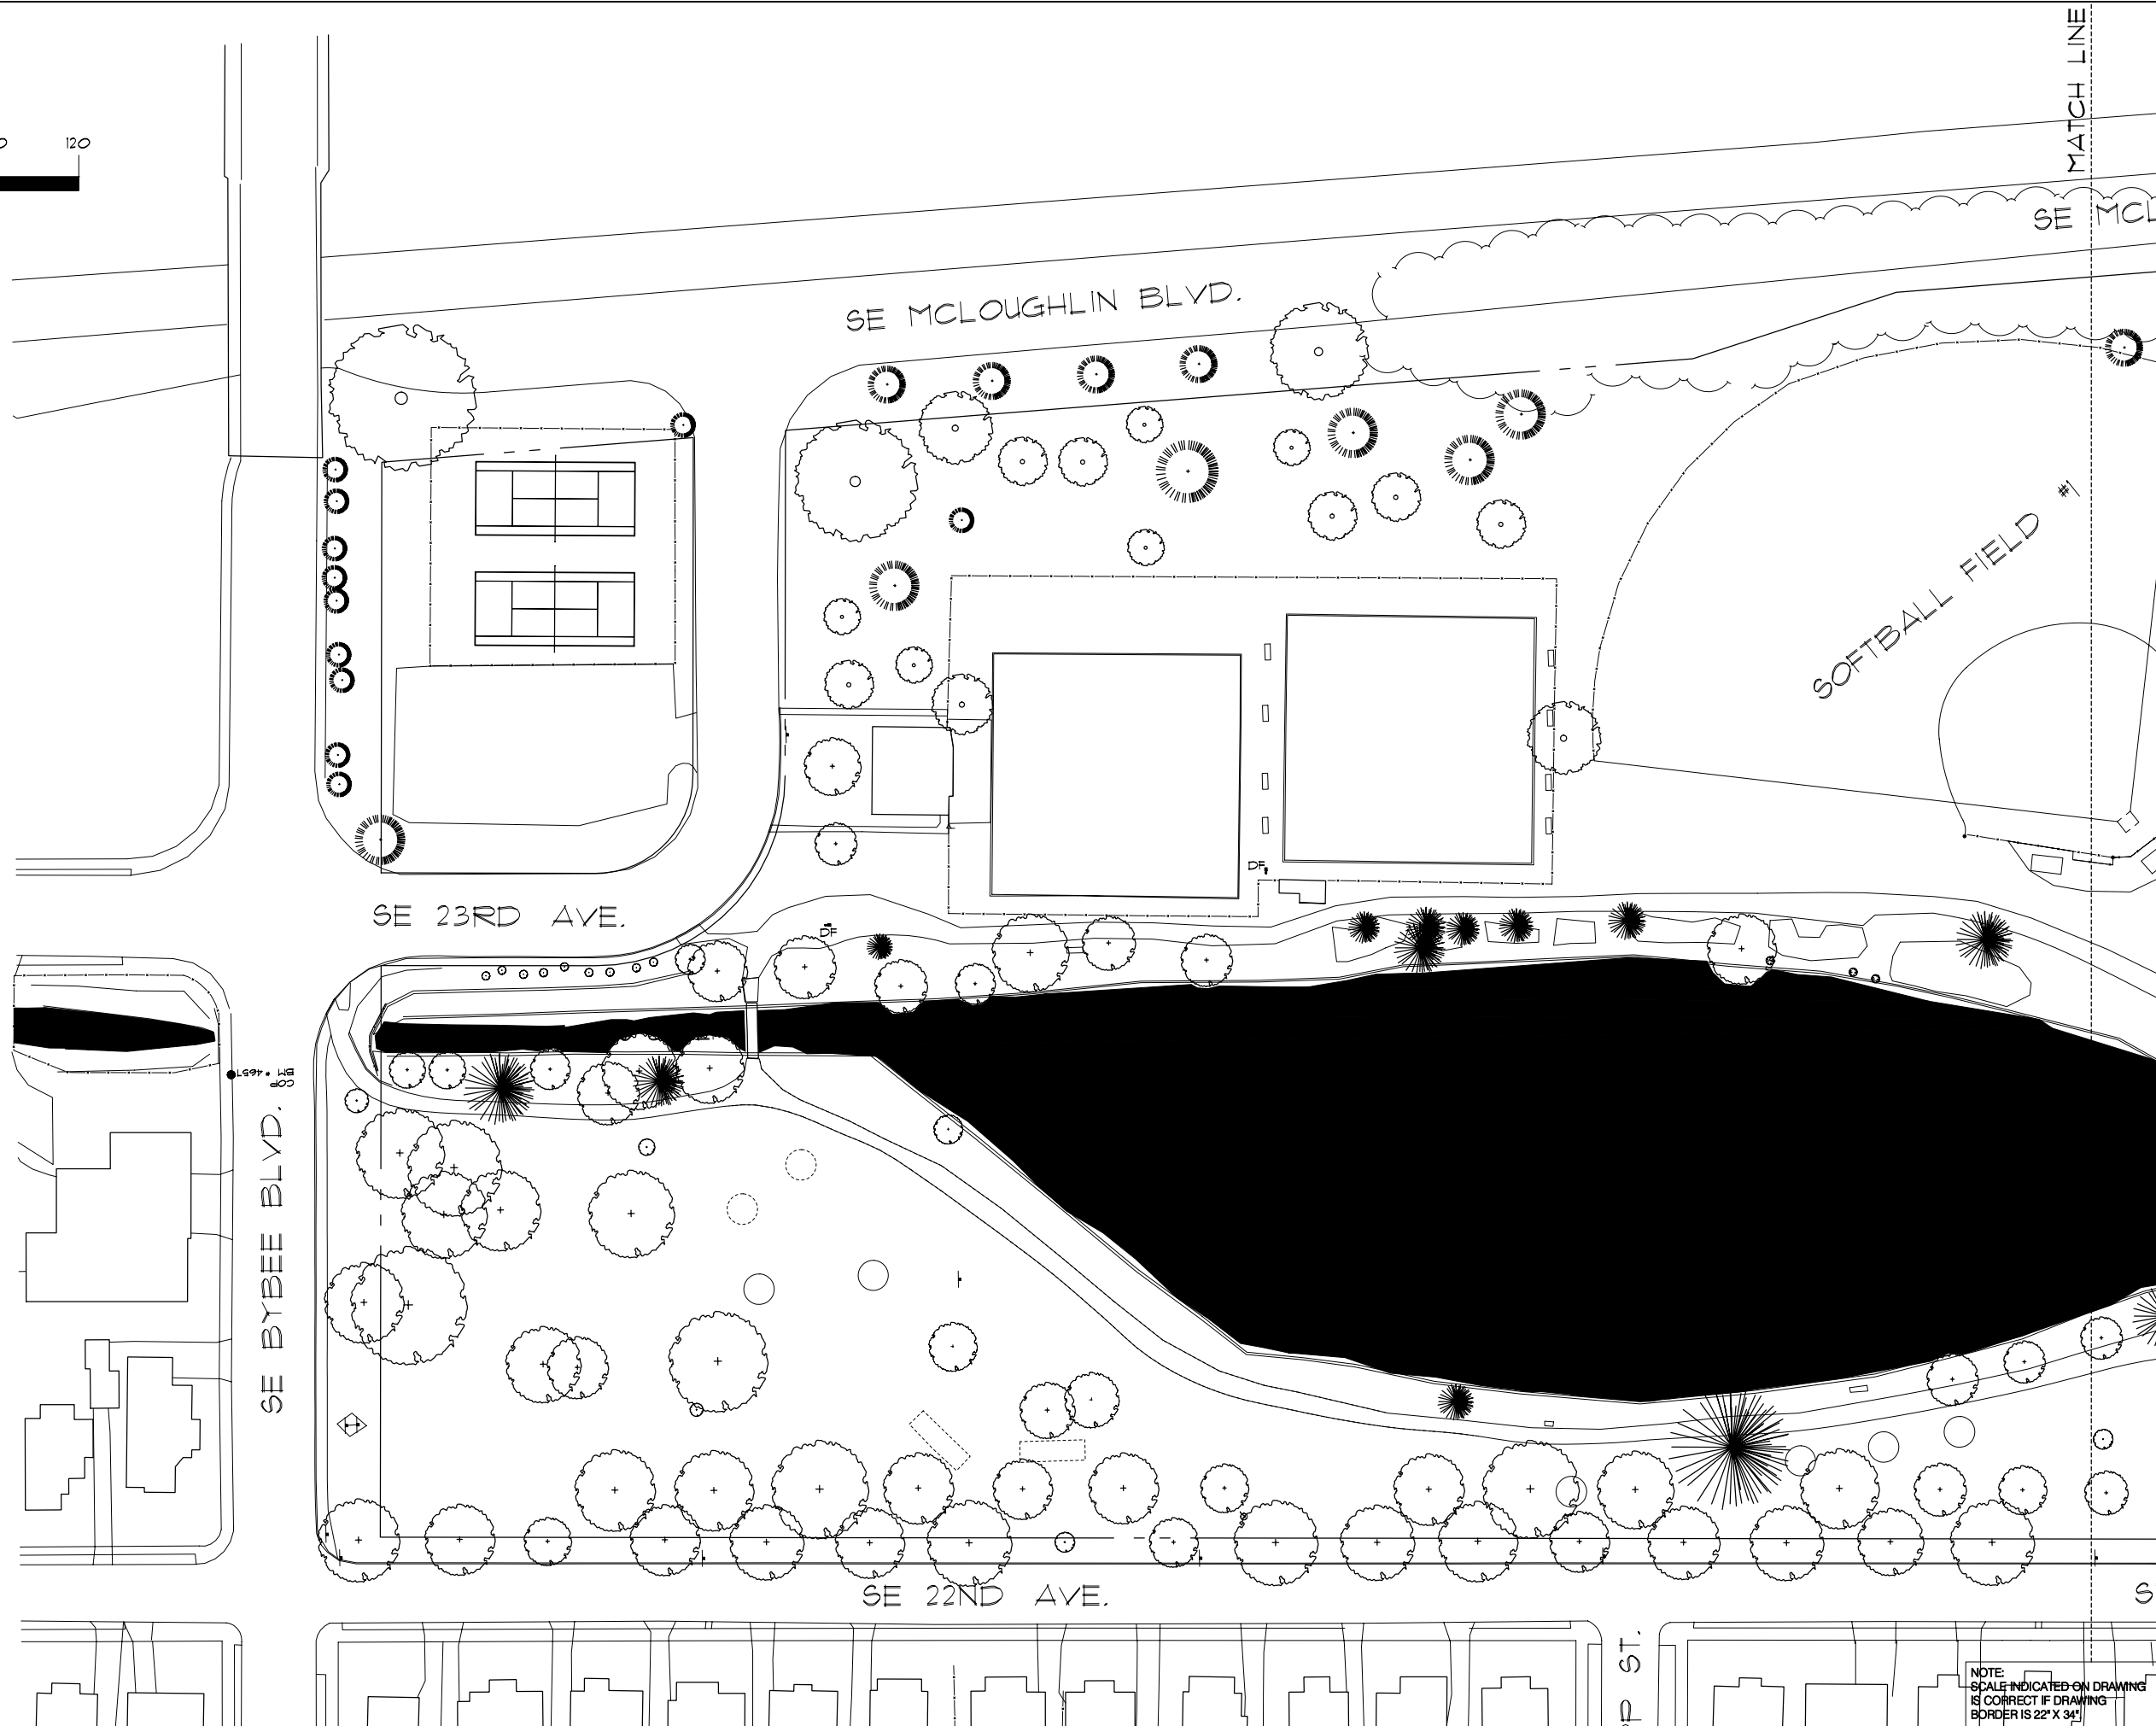 MATCH LINE
120
SE MCL
SE MCLOUGHLIN BLVD.
#1
SOFTBALL FIELD
DF
SE 23RD AVE.
DF
COP
BM #4657
SE BYBEE BLVD.
SE 22ND AVE.
S
ST.
NOTE:
SCALE INDICATED ON DRAWING
IS CORRECT IF DRAWING
BORDER IS 22" X 34".